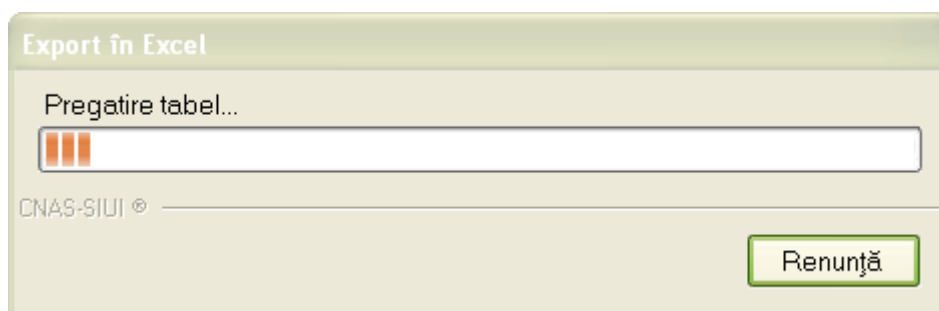 Export în Excel
Pregatire tabel...
CNAS-SIUI ®
Renunţă